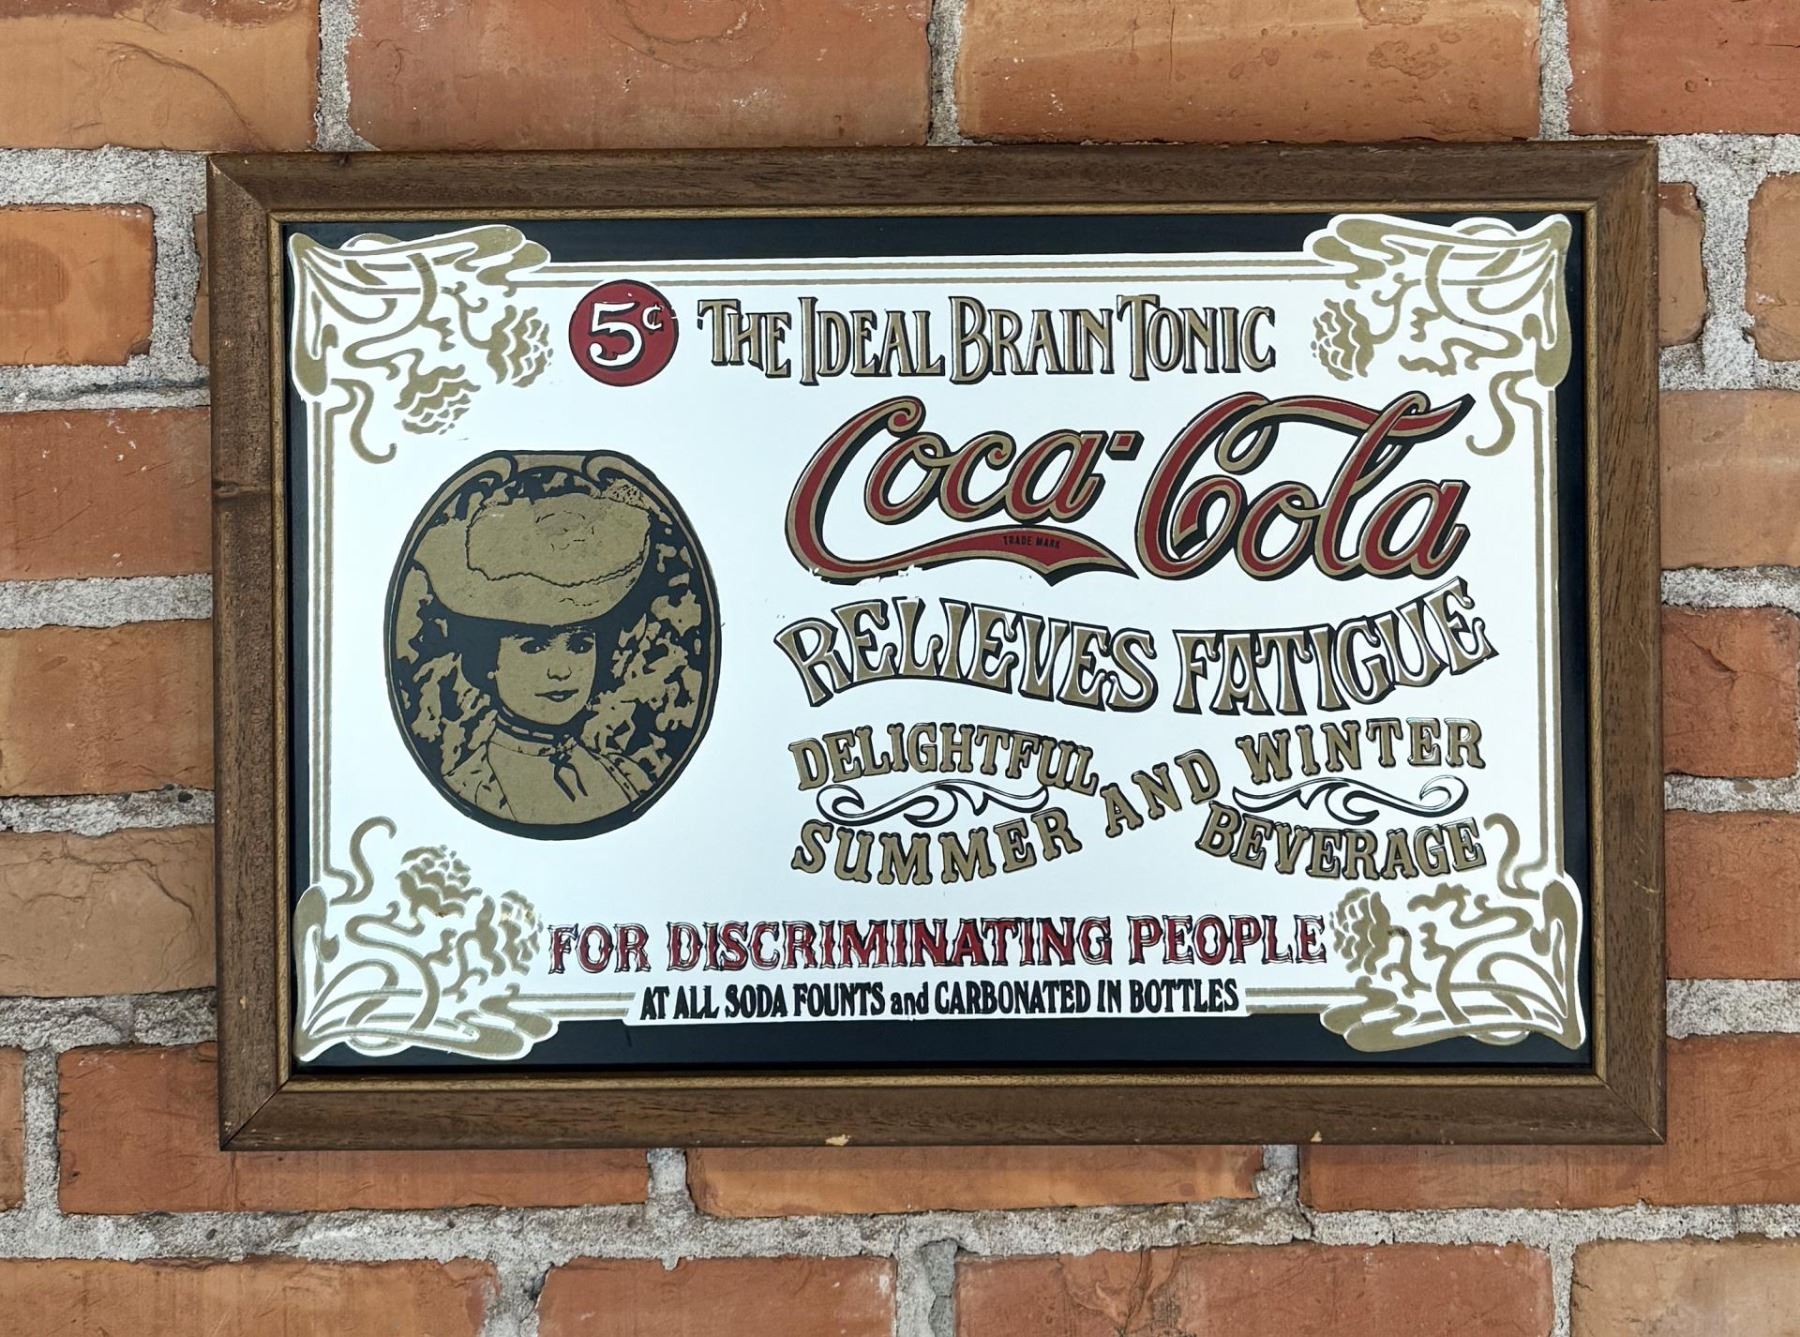 5¢ THE IDEAL BRAIN TONIC
Coca-Cola
TRADE MARK
RELIEVES FATIGUE
DELIGHTFUL
SUMMER AND WINTER
BEVERAGE
FOR DISCRIMINATING PEOPLE
AT ALL SODA FOUNTS and CARBONATED IN BOTTLES